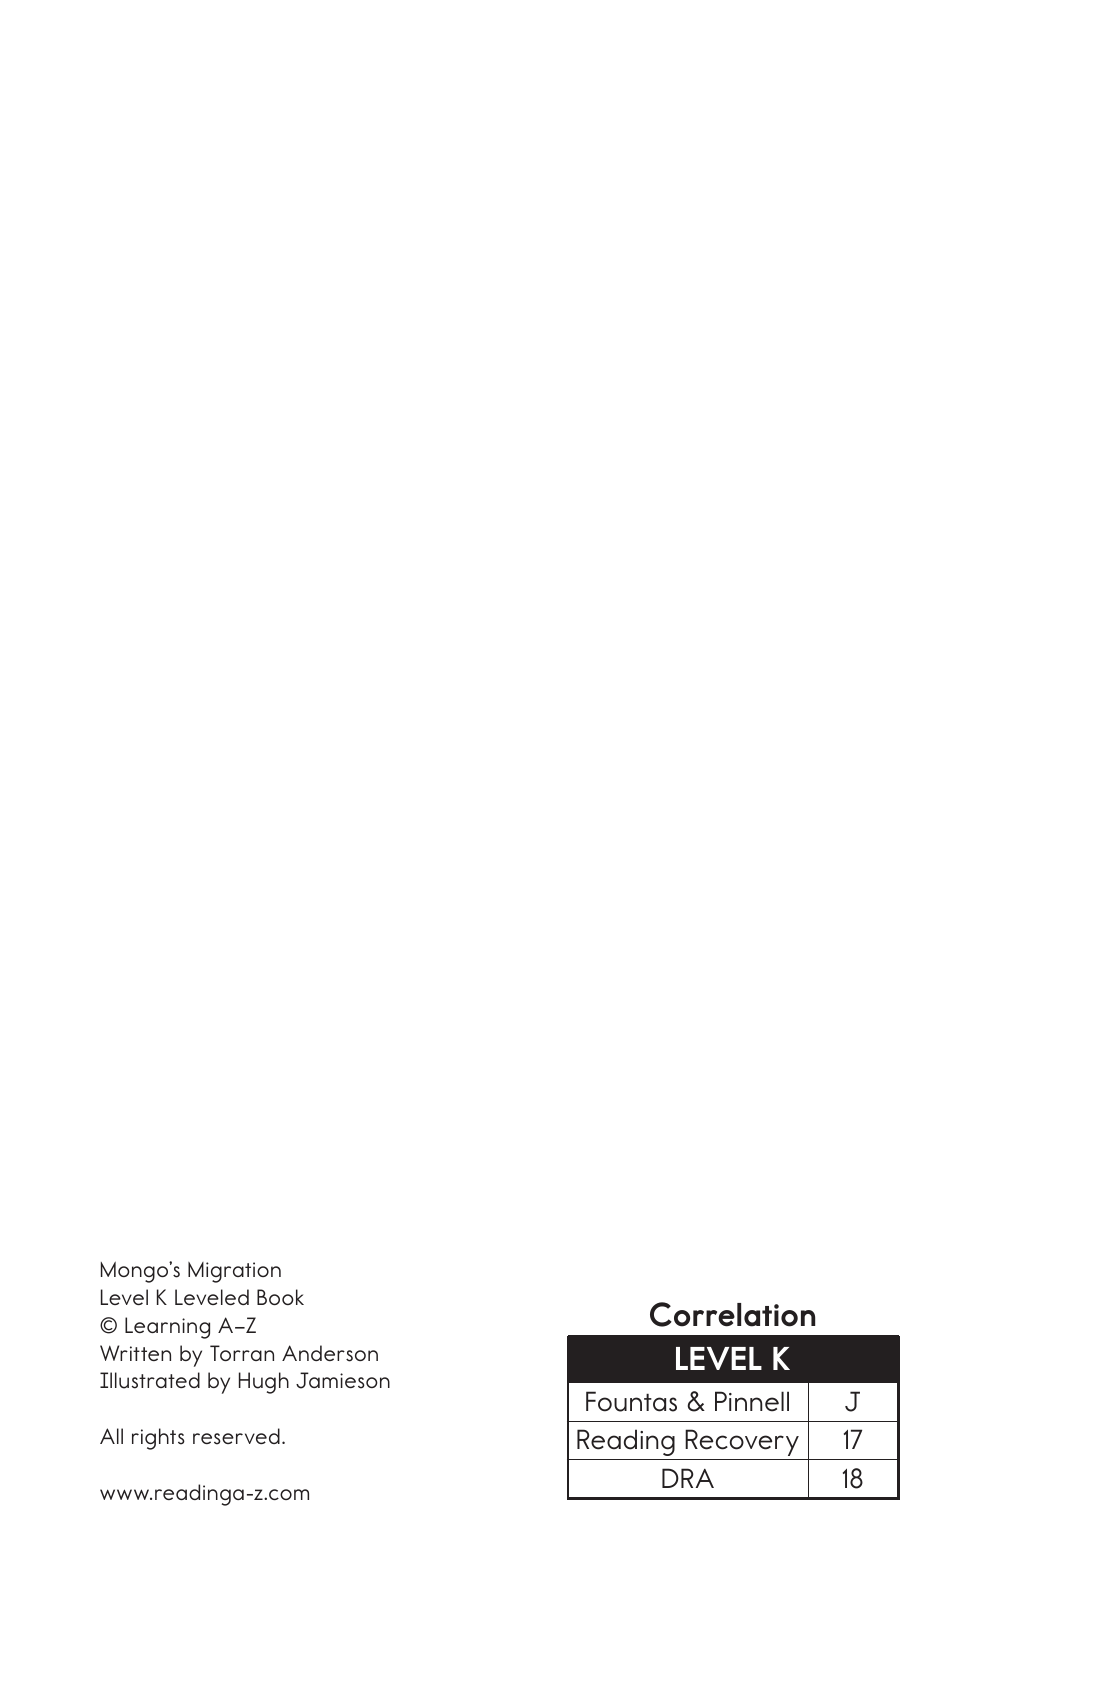 Mongo's Migration
Level K Leveled Book
© Learning A–Z
Written by Torran Anderson
Illustrated by Hugh Jamieson
All rights reserved.
www.readinga-z.com
Correlation
LEVEL K
Fountas & Pinnell J
Reading Recovery 17
DRA 18